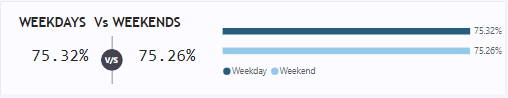 WEEKDAYS Vs WEEKENDS
75.32% V/S 75.26%
75.32%
75.26%
Weekday Weekend